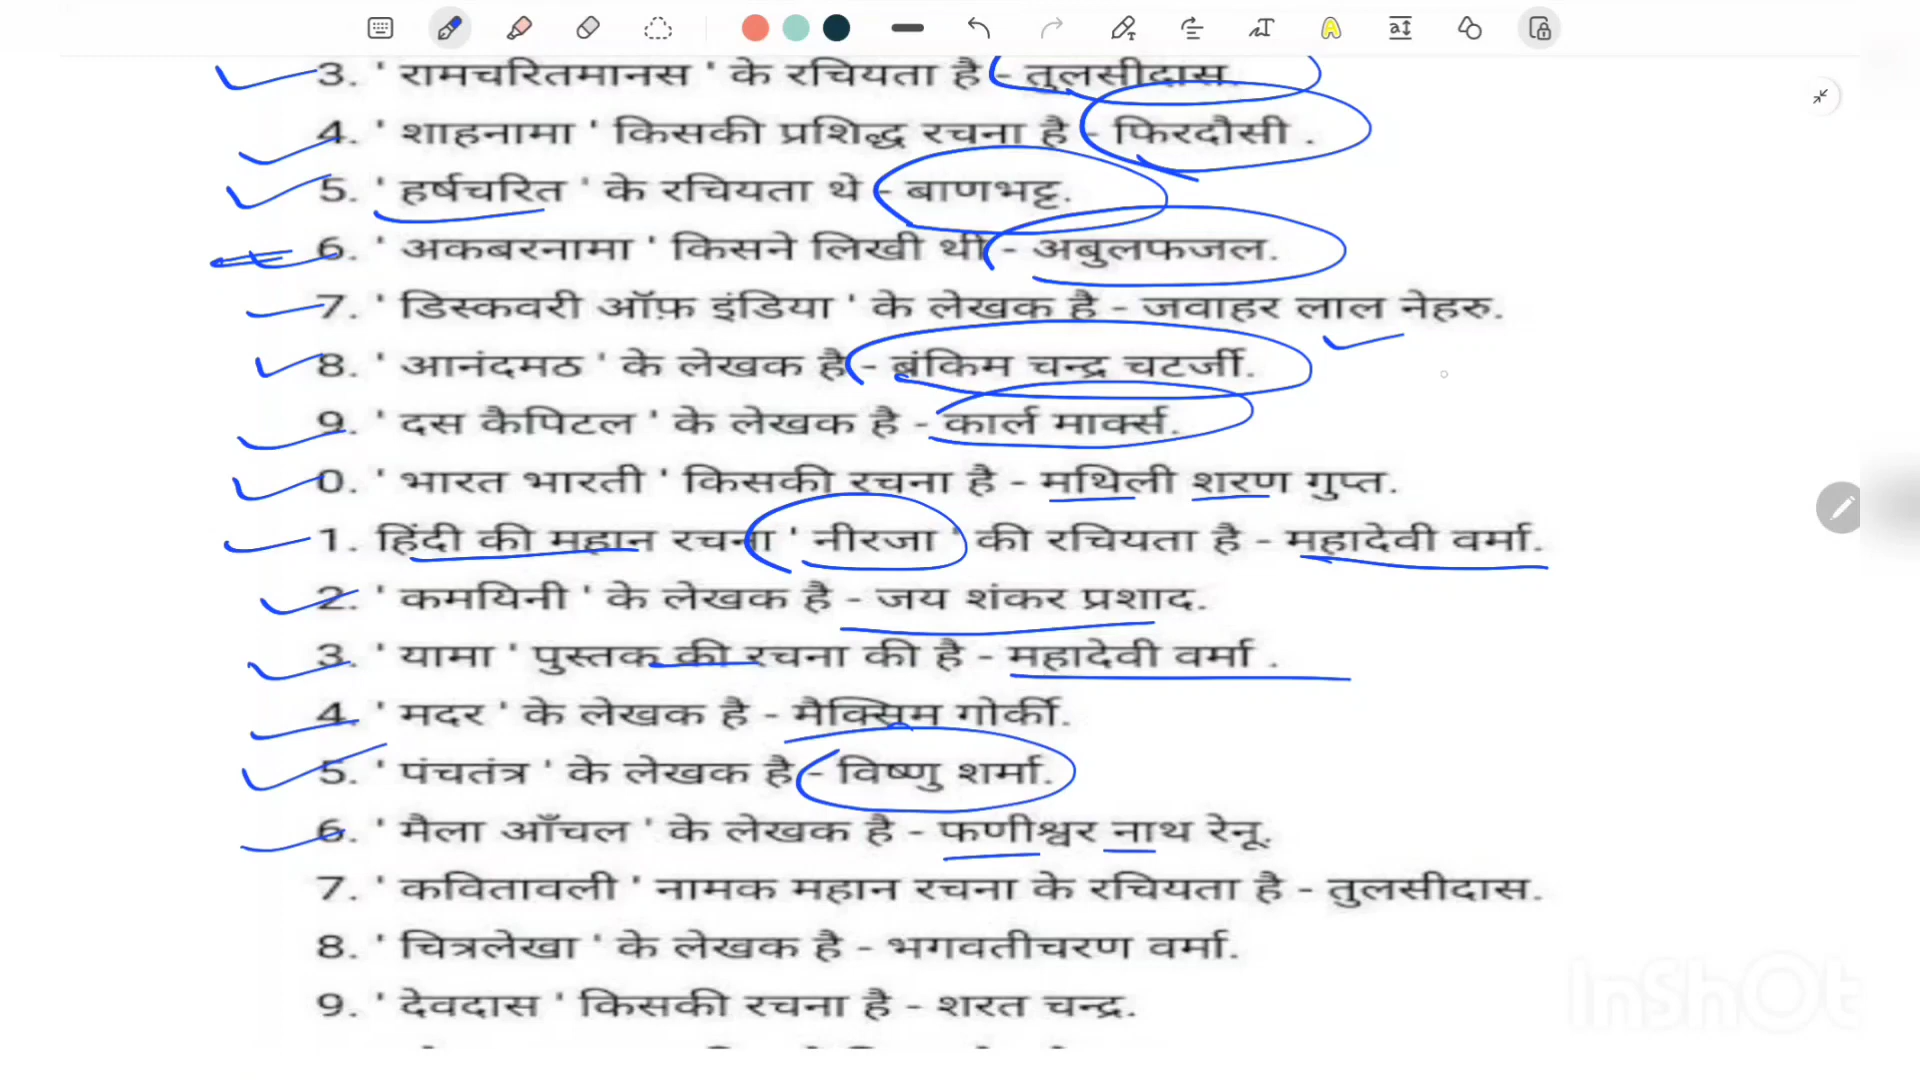 3. ' रामचरितमानस ' के रचियता है - तुलसीदास.
4. ' शाहनामा ' किसकी प्रशिद्ध रचना है - फिरदौसी .
5. ' हर्षचरित ' के रचियता थे - बाणभट्ट.
6. ' अकबरनामा ' किसने लिखी थी - अबुलफजल.
7. ' डिस्कवरी ऑफ़ इंडिया ' के लेखक है - जवाहर लाल नेहरु.
8. ' आनंदमठ ' के लेखक है - बंकिम चन्द्र चटर्जी.
9. ' दस कैपिटल ' के लेखक है - कार्ल मार्क्स.
0. ' भारत भारती ' किसकी रचना है - मथिली शरण गुप्त.
1. हिंदी की महान रचना ' नीरजा ' की रचियता है - महादेवी वर्मा.
2. ' कमयिनी ' के लेखक है - जय शंकर प्रशाद.
3. ' यामा ' पुस्तक की रचना की है - महादेवी वर्मा .
4. ' मदर ' के लेखक है - मैक्सिम गोर्की.
5. ' पंचतंत्र ' के लेखक है - विष्णु शर्मा.
6. ' मैला आँचल ' के लेखक है - फणीश्वर नाथ रेनू.
7. ' कवितावली ' नामक महान रचना के रचियता है - तुलसीदास.
8. ' चित्रलेखा ' के लेखक है - भगवतीचरण वर्मा.
9. ' देवदास ' किसकी रचना है - शरत चन्द्र.
InShOt